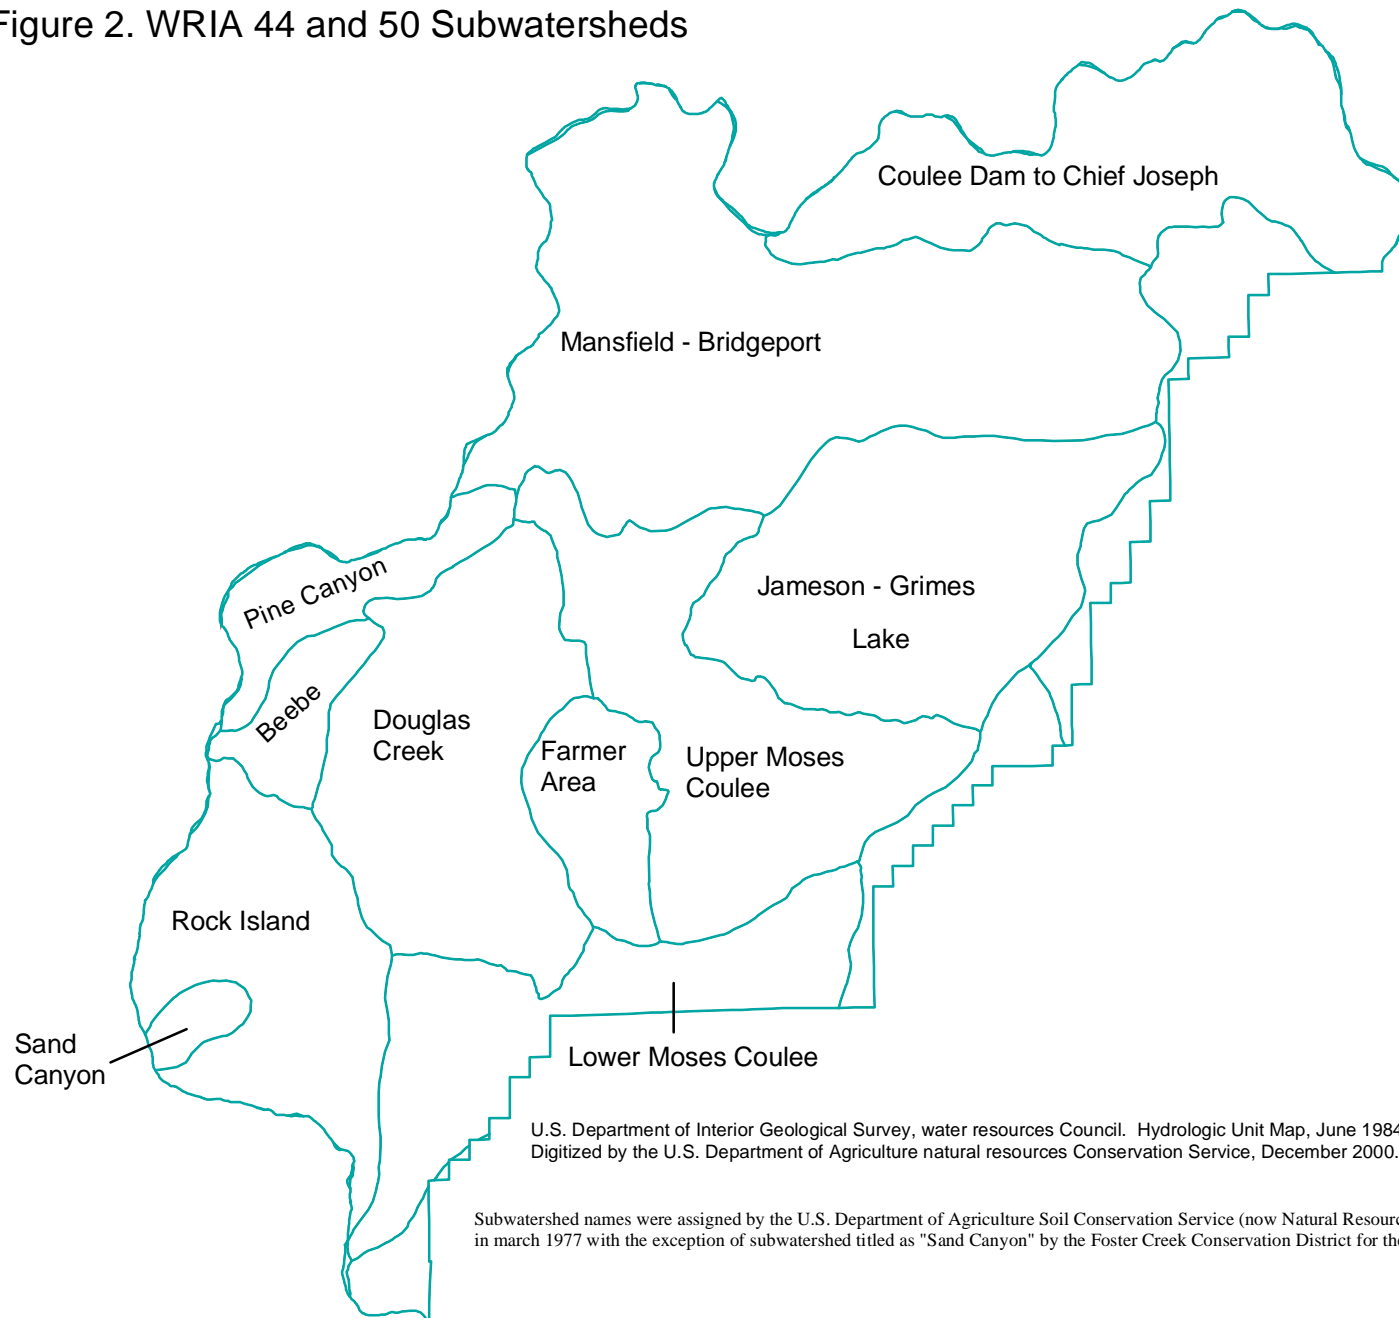 Figure 2. WRIA 44 and 50 Subwatersheds
Coulee Dam to Chief Joseph
Mansfield - Bridgeport
Pine Canyon
Jameson - Grimes
Lake
Beebe
Douglas
Creek
Farmer
Area
Upper Moses
Coulee
Rock Island
Sand
Canyon
Lower Moses Coulee
U.S. Department of Interior Geological Survey, water resources Council. Hydrologic Unit Map, June 1984
Digitized by the U.S. Department of Agriculture natural resources Conservation Service, December 2000.
Subwatershed names were assigned by the U.S. Department of Agriculture Soil Conservation Service (now Natural
in march 1977 with the exception of subwatershed titled as "Sand Canyon" by the Foster Creek Conservation District for